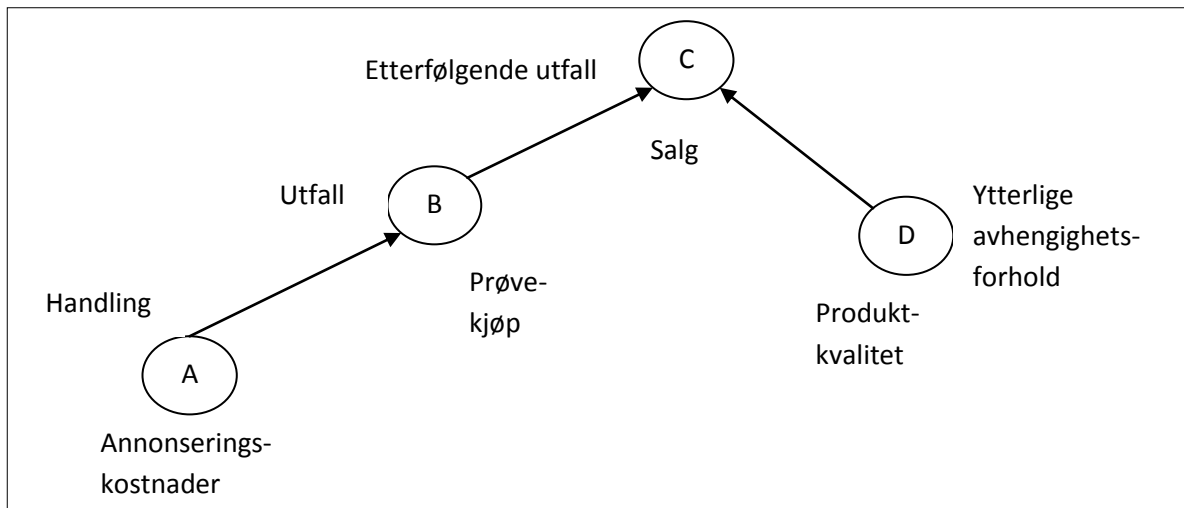 C
Etterfølgende utfall
Salg
Utfall
B
Ytterlige
avhengighets-
forhold
D
Prøve-
kjøp
Handling
Produkt-
kvalitet
A
Annonserings-
kostnader